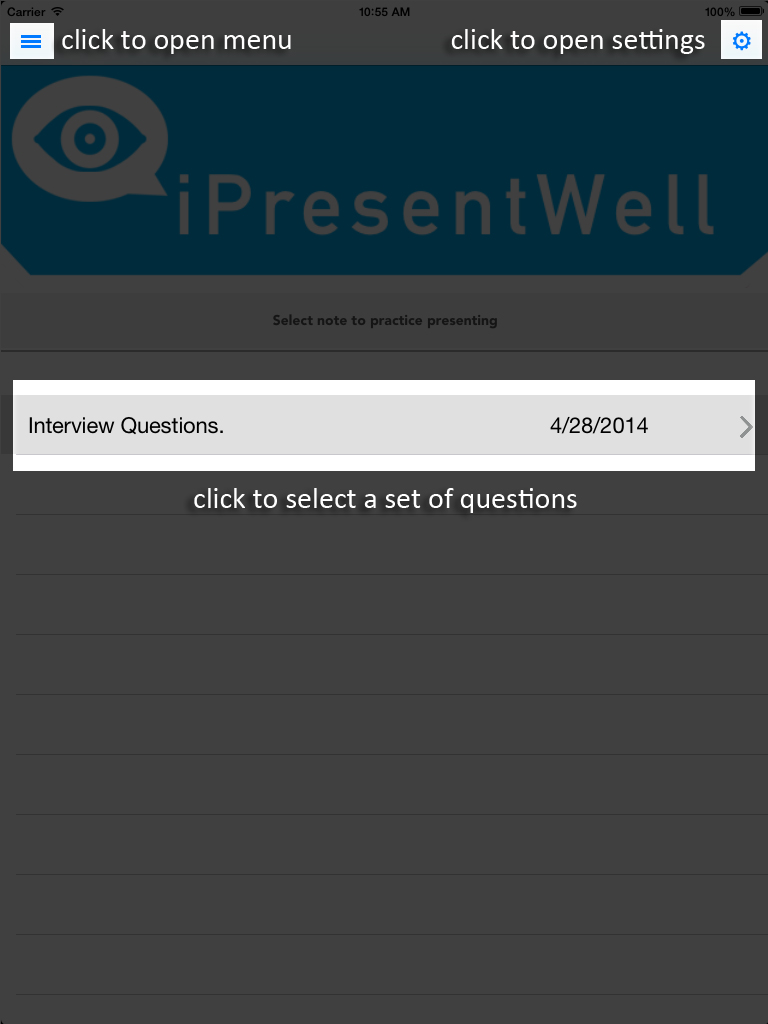 Carrier 10:55 AM 100%
click to open menu click to open settings
iPresentWell
Select note to practice presenting
Interview Questions. 4/28/2014
click to select a set of questions